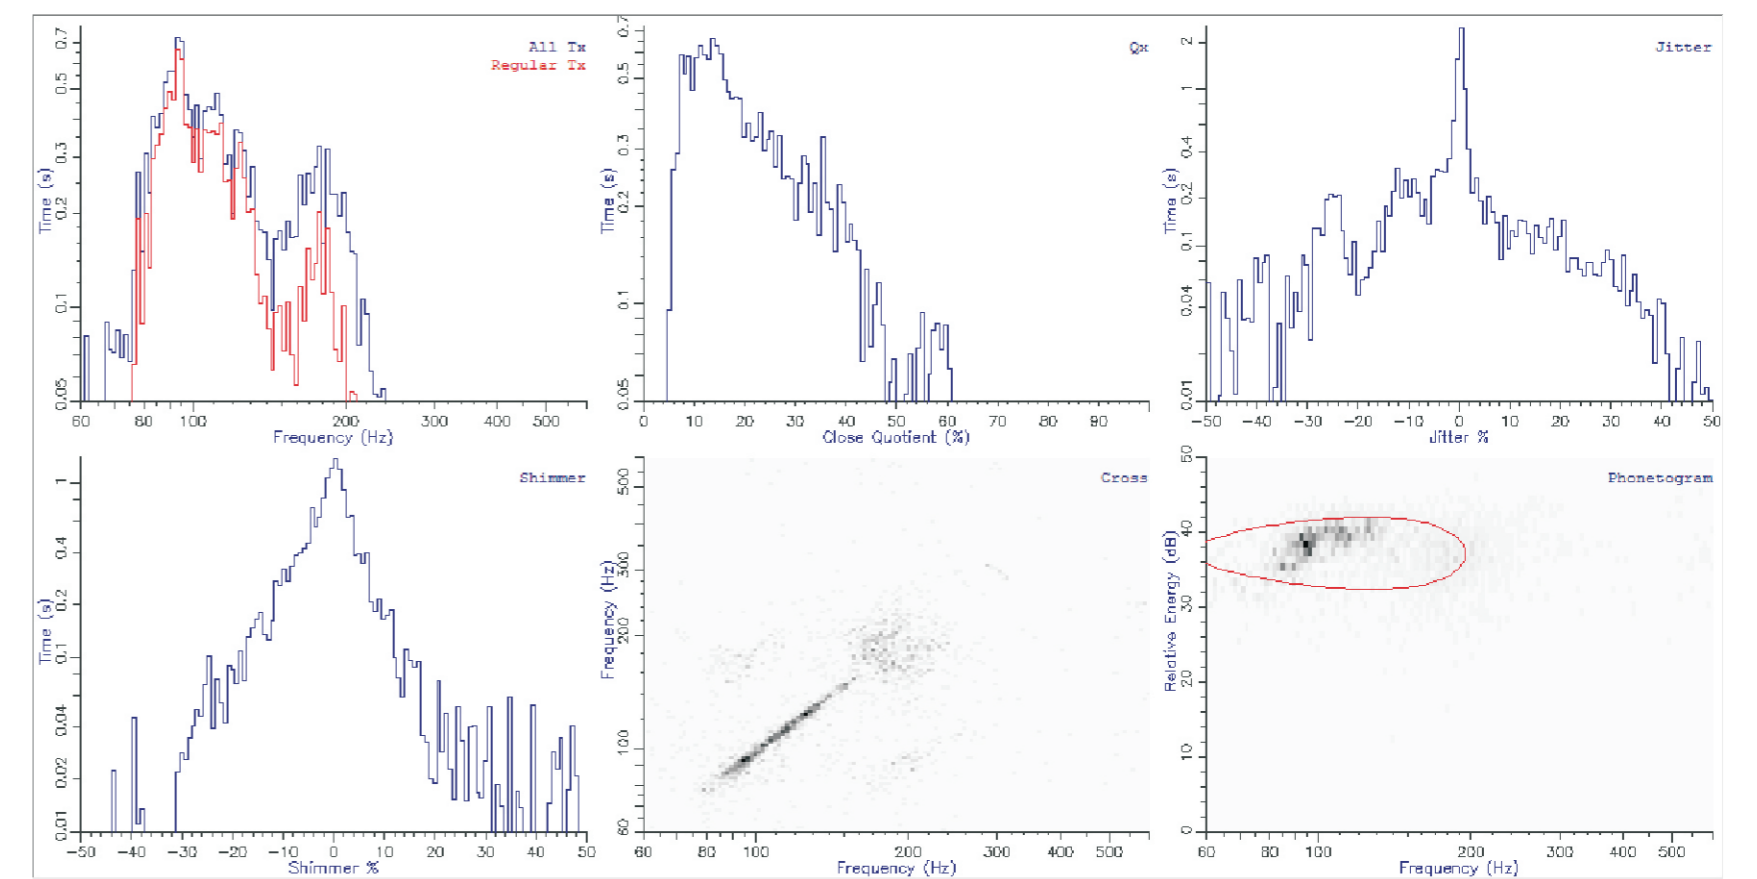 All Tx
Regular Tx
Time (s)
0.7
0.5
0.3
0.2
0.1
0.05
60 80 100 200 300 400 500
Frequency (Hz)
Qx
Time (s)
0.7
0.5
0.3
0.2
0.1
0.05
0 10 20 30 40 50 60 70 80 90
Close Quotient (%)
Jitter
Time (s)
2
1
0.4
0.2
0.1
0.04
0.01
-50 -40 -30 -20 -10 0 10 20 30 40 50
Jitter %
Shimmer
Time (s)
1
0.4
0.2
0.1
0.04
0.02
0.01
-50 -40 -30 -20 -10 0 10 20 30 40 50
Shimmer %
Cross
Frequency (Hz)
500
300
200
100
60
60 80 100 200 300 400 500
Frequency (Hz)
Phonetogram
Relative Energy (dB)
50
40
30
20
10
0
60 80 100 200 300 400 500
Frequency (Hz)